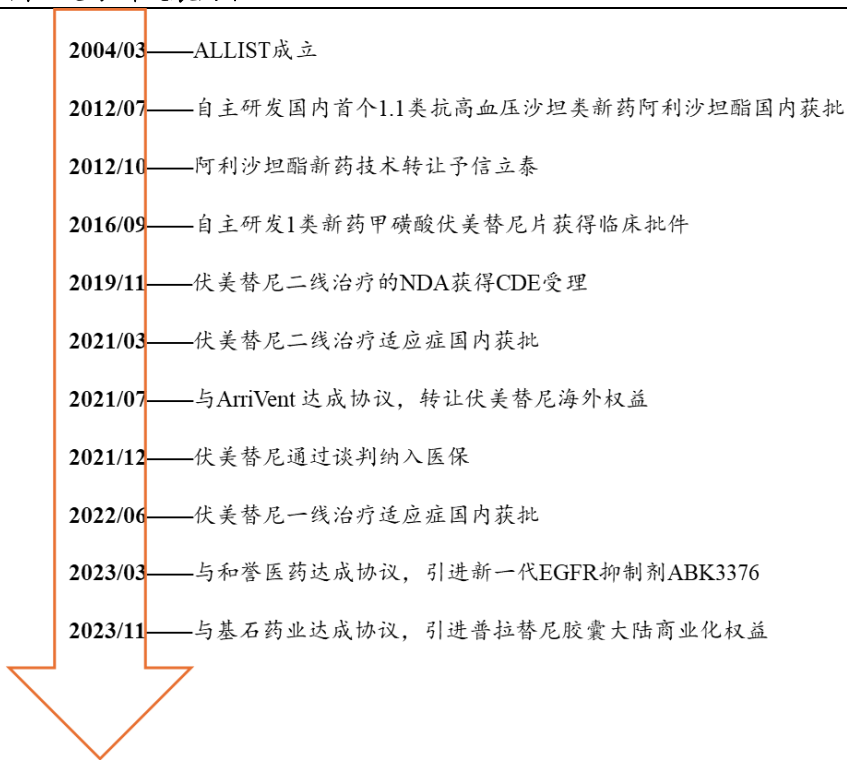 2004/03——ALLIST成立
2012/07——自主研发国内首个1.1类抗高血压沙坦类新药阿利沙坦酯国内获批
2012/10——阿利沙坦酯新药技术转让予信立泰
2016/09——自主研发1类新药甲磺酸伏美替尼片获得临床批件
2019/11——伏美替尼二线治疗的NDA获得CDE受理
2021/03——伏美替尼二线治疗适应症国内获批
2021/07——与ArriVent 达成协议，转让伏美替尼海外权益
2021/12——伏美替尼通过谈判纳入医保
2022/06——伏美替尼一线治疗适应症国内获批
2023/03——与和誉医药达成协议，引进新一代EGFR抑制剂ABK3376
2023/11——与基石药业达成协议，引进普拉替尼胶囊大陆商业化权益